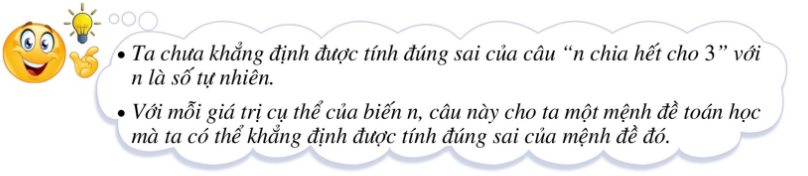 • Ta chưa khẳng định được tính đúng sai của câu “n chia hết cho 3” với
n là số tự nhiên.
• Với mỗi giá trị cụ thể của biến n, câu này cho ta một mệnh đề toán học
mà ta có thể khẳng định được tính đúng sai của mệnh đề đó.